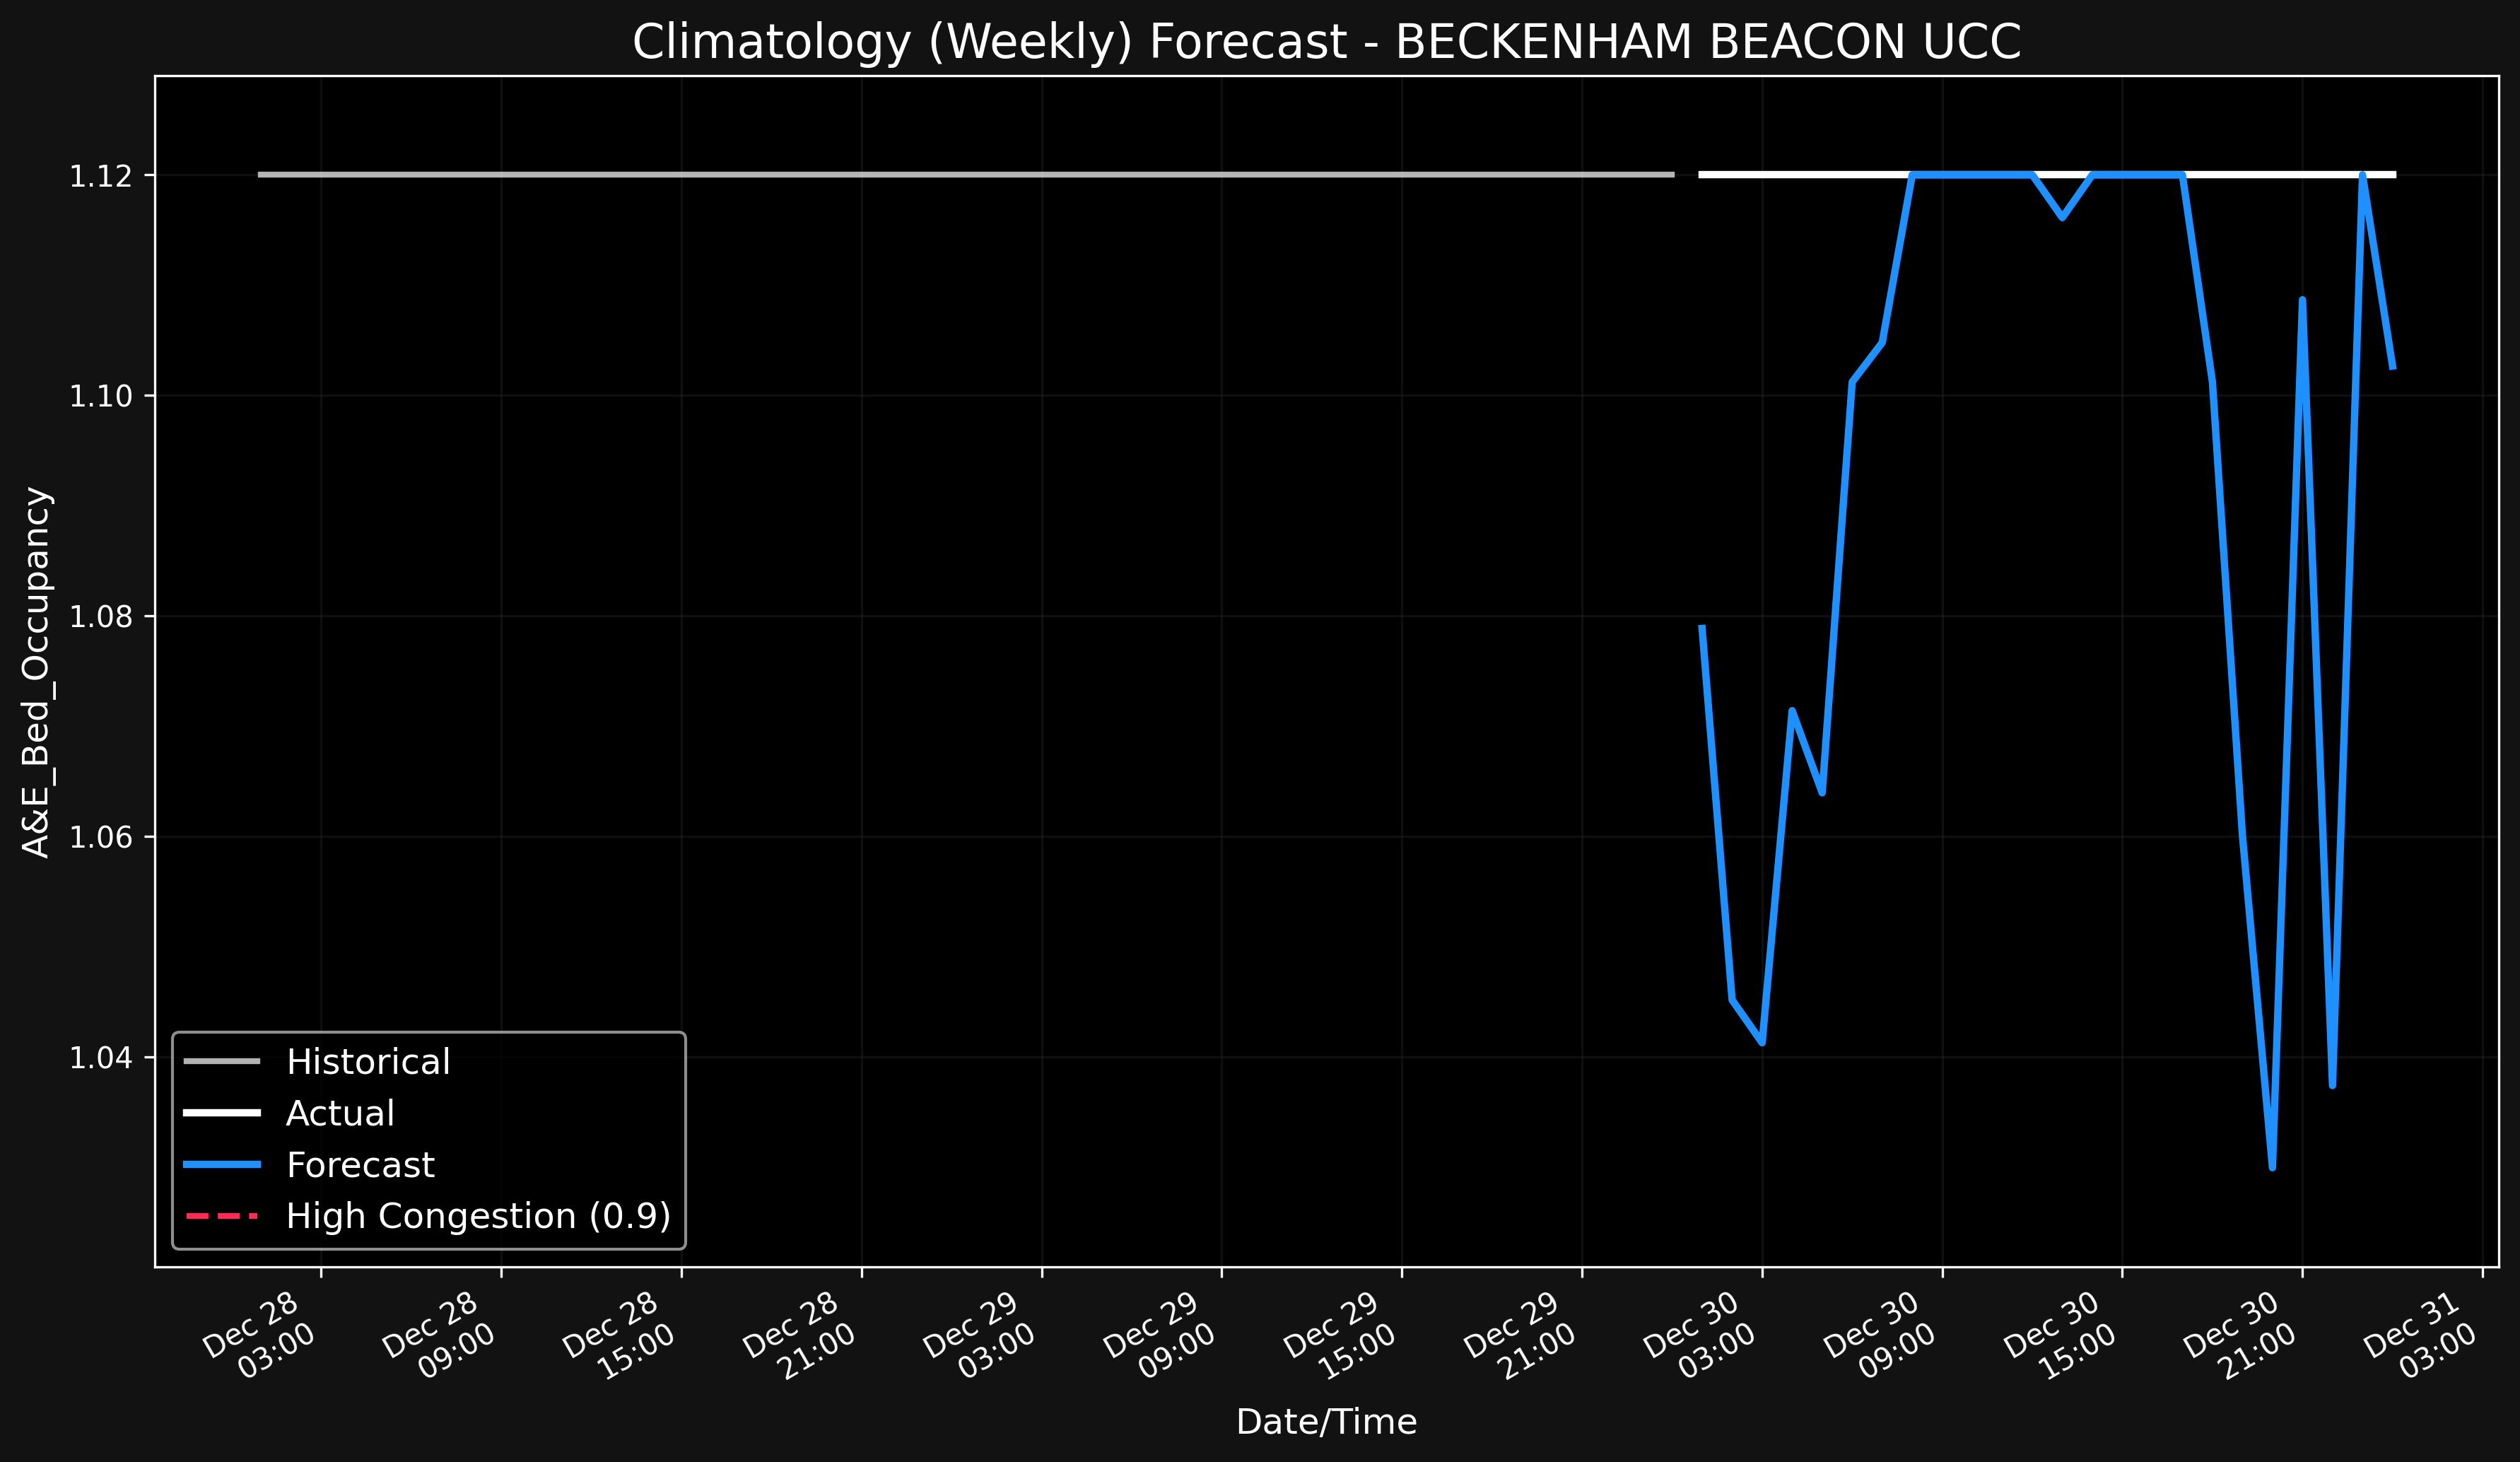 Climatology (Weekly) Forecast - BECKENHAM BEACON UCC
A&E_Bed_Occupancy
1.12
1.10
1.08
1.06
1.04
Historical
Actual
Forecast
High Congestion (0.9)
Dec 28
03:00
Dec 28
09:00
Dec 28
15:00
Dec 28
21:00
Dec 29
03:00
Dec 29
09:00
Dec 29
15:00
Dec 29
21:00
Dec 30
03:00
Dec 30
09:00
Dec 30
15:00
Dec 30
21:00
Dec 31
03:00
Date/Time